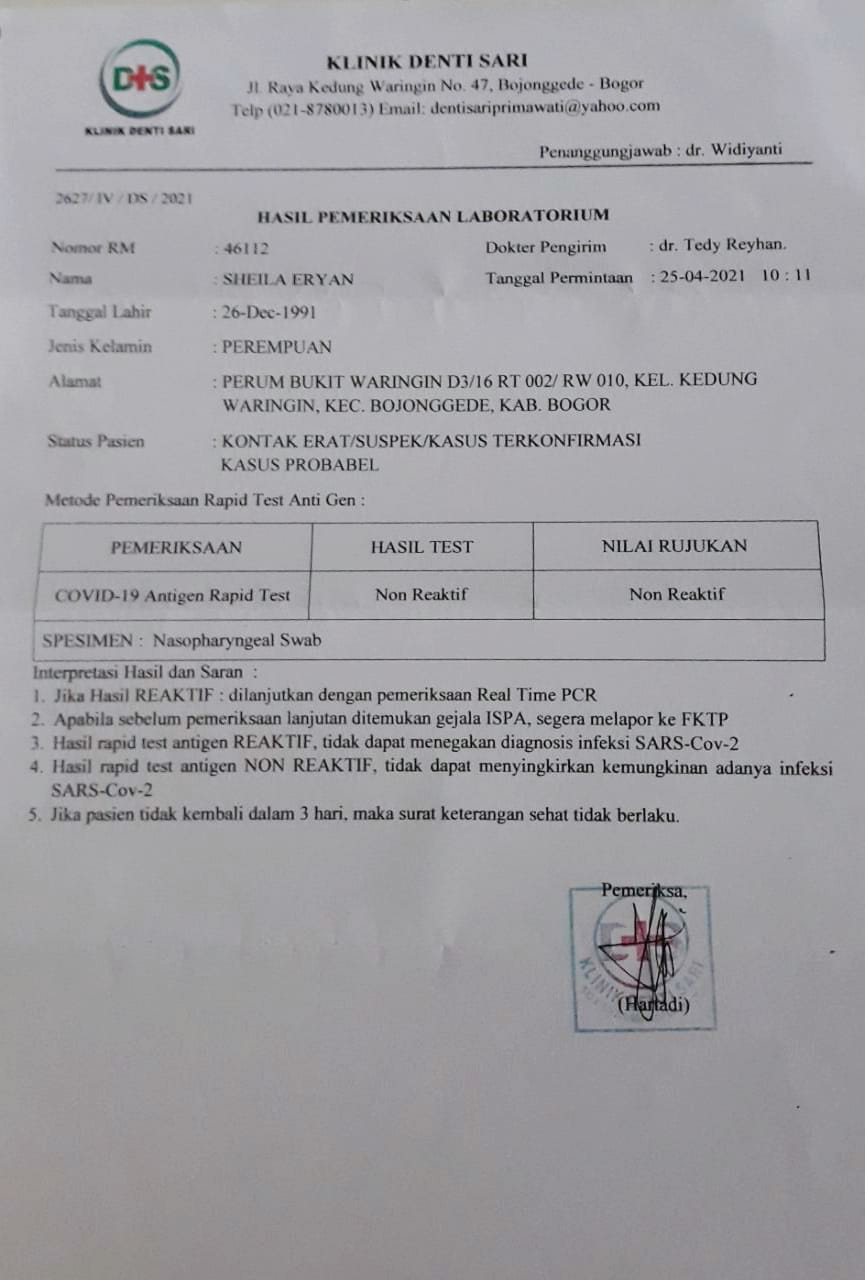 D+S
KLINIK DENTI SARI
KLINIK DENTI SARI
Jl. Raya Kedung Waringin No. 47, Bojonggede - Bogor
Telp (021-8780013) Email: dentisariprimawati@yahoo.com
Penanggungjawab : dr. Widiyanti
2627/ IV / DS / 2021
HASIL PEMERIKSAAN LABORATORIUM
Nomor RM : 46112 Dokter Pengirim : dr. Tedy Reyhan.
Nama : SHEILA ERYAN Tanggal Permintaan : 25-04-2021 10 : 11
Tanggal Lahir : 26-Dec-1991
Jenis Kelamin : PEREMPUAN
Alamat : PERUM BUKIT WARINGIN D3/16 RT 002/ RW 010, KEL. KEDUNG
WARINGIN, KEC. BOJONGGEDE, KAB. BOGOR
Status Pasien : KONTAK ERAT/SUSPEK/KASUS TERKONFIRMASI
KASUS PROBABEL
Metode Pemeriksaan Rapid Test Anti Gen :
PEMERIKSAAN HASIL TEST NILAI RUJUKAN
COVID-19 Antigen Rapid Test Non Reaktif Non Reaktif
SPESIMEN : Nasopharyngeal Swab
Interpretasi Hasil dan Saran :
1. Jika Hasil REAKTIF : dilanjutkan dengan pemeriksaan Real Time PCR
2. Apabila sebelum pemeriksaan lanjutan ditemukan gejala ISPA, segera melapor ke FKTP
3. Hasil rapid test antigen REAKTIF, tidak dapat menegakan diagnosis infeksi SARS-Cov-2
4. Hasil rapid test antigen NON REAKTIF, tidak dapat menyingkirkan kemungkinan adanya infeksi
SARS-Cov-2
5. Jika pasien tidak kembali dalam 3 hari, maka surat keterangan sehat tidak berlaku.
Pemeriksa,
(Hartadi)